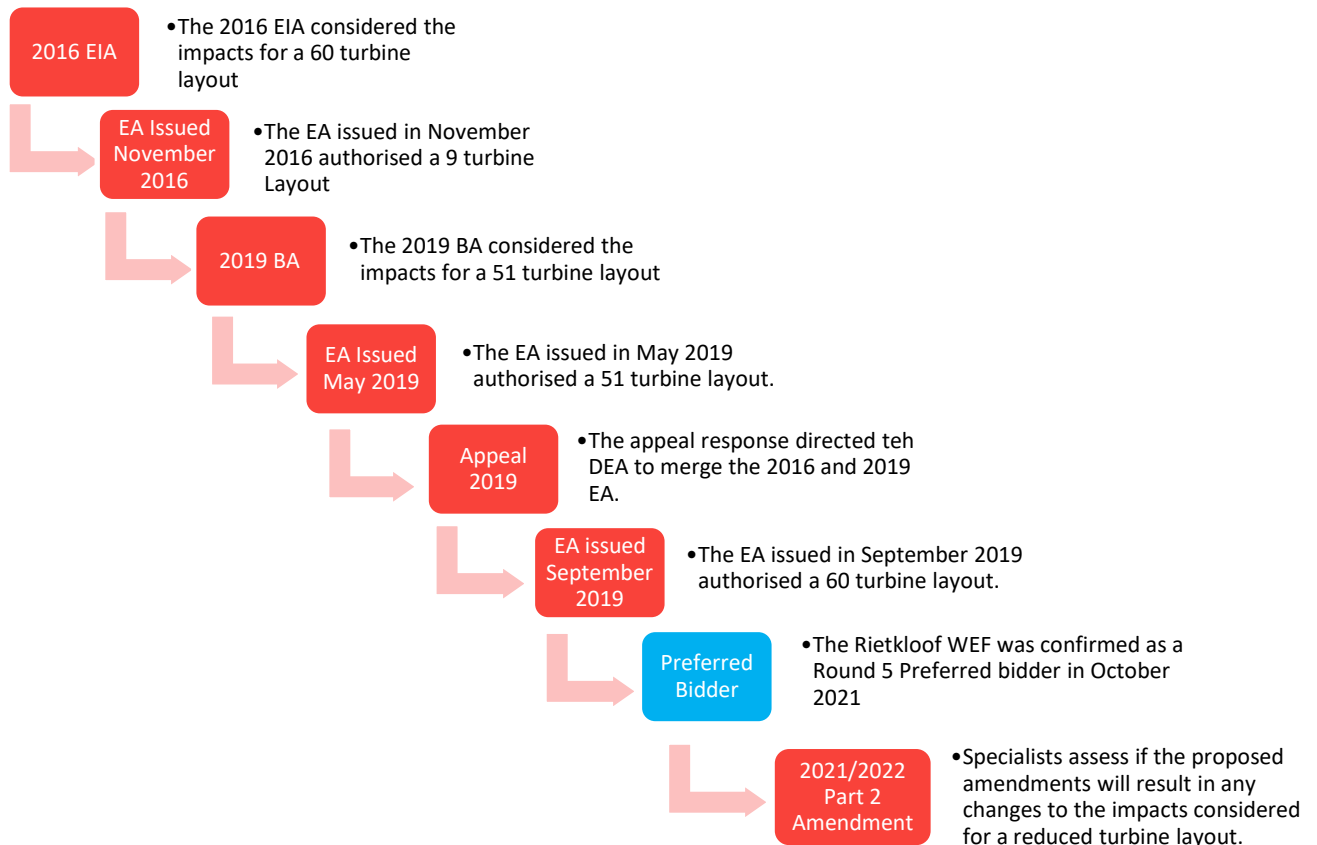 2016 EIA
•The 2016 EIA considered the
impacts for a 60 turbine
layout
EA Issued
November
2016
•The EA issued in November
2016 authorised a 9 turbine
Layout
2019 BA
•The 2019 BA considered the
impacts for a 51 turbine layout
EA Issued
May 2019
•The EA issued in May 2019
authorised a 51 turbine layout.
Appeal
2019
•The appeal response directed teh
DEA to merge the 2016 and 2019
EA.
EA issued
September
2019
•The EA issued in September 2019
authorised a 60 turbine layout.
Preferred
Bidder
•The Rietkloof WEF was confirmed as a
Round 5 Preferred bidder in October
2021
2021/2022
Part 2
Amendment
•Specialists assess if the proposed
amendments will result in any
changes to the impacts considered
for a reduced turbine layout.